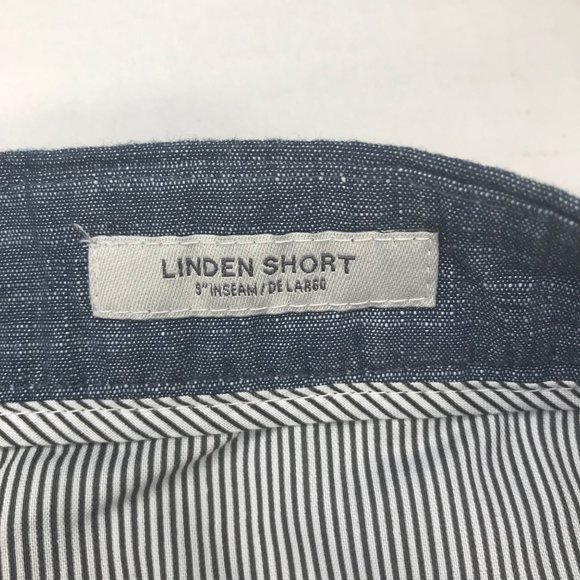 LINDEN SHORT
9" INSEAM / DE LARGO